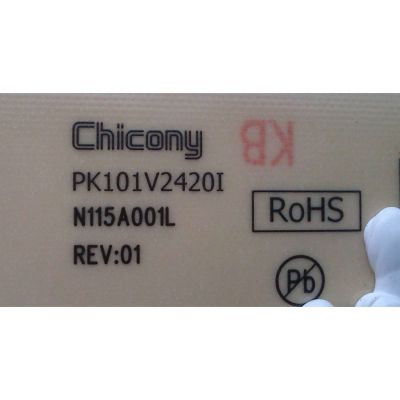 Chicony
KB
PK101V2420I
N115A001L
RoHS
REV:01
Pb